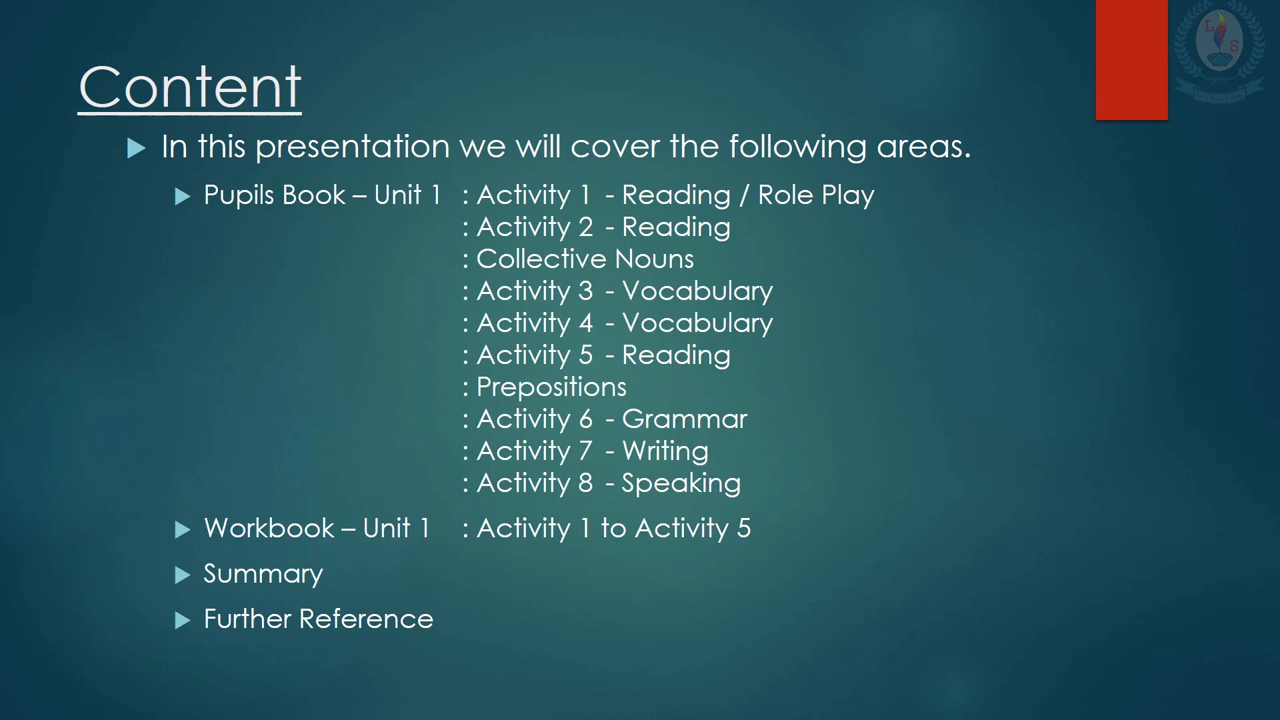 Content
In this presentation we will cover the following areas.
Pupils Book – Unit 1 : Activity 1 - Reading / Role Play
: Activity 2 - Reading
: Collective Nouns
: Activity 3 - Vocabulary
: Activity 4 - Vocabulary
: Activity 5 - Reading
: Prepositions
: Activity 6 - Grammar
: Activity 7 - Writing
: Activity 8 - Speaking
Workbook – Unit 1 : Activity 1 to Activity 5
Summary
Further Reference
L
S